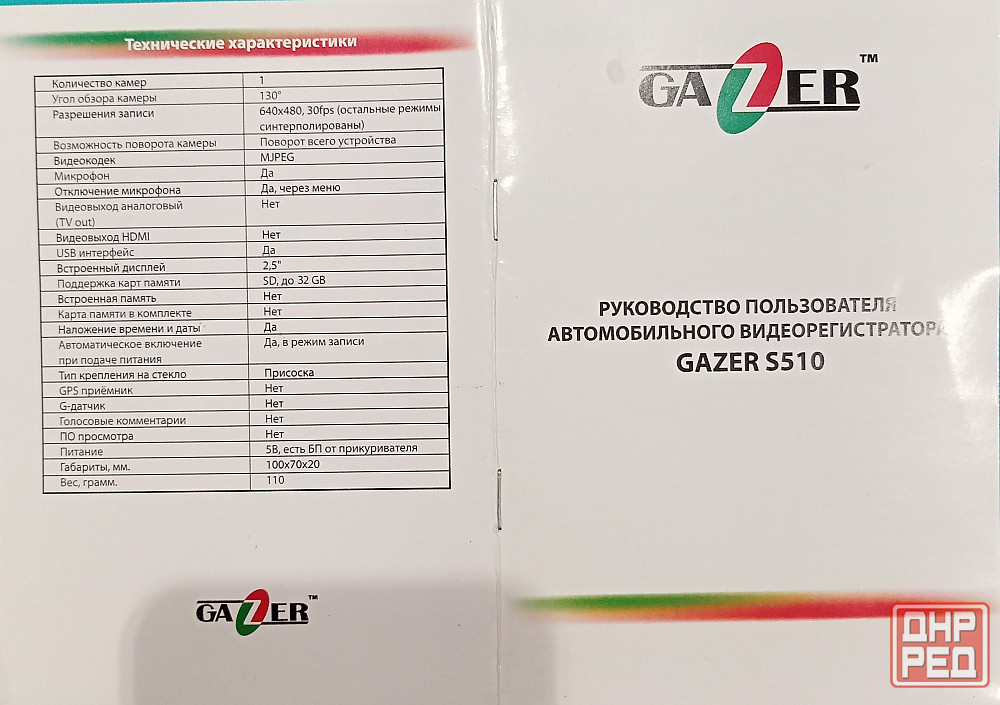 Технические характеристики
Количество камер 1
Угол обзора камеры 130°
Разрешения записи 640x480, 30fps (остальные режимы
синтерполированы)
Возможность поворота камеры Поворот всего устройства
Видеокодек MJPEG
Микрофон Да
Отключение микрофона Да, через меню
Видеовыход аналоговый Нет
(TV out)
Видеовыход HDMI Нет
USB интерфейс Да
Встроенный дисплей 2,5"
Поддержка карт памяти SD, до 32 GB
Встроенная память Нет
Карта памяти в комплекте Нет
Наложение времени и даты Да
Автоматическое включение Да, в режим записи
при подаче питания
Тип крепления на стекло Присоска
GPS приёмник Нет
G-датчик Нет
Голосовые комментарии Нет
ПО просмотра Нет
Питание 5В, есть БП от прикуривателя
Габариты, мм. 100x70x20
Вес, грамм. 110
GAZER™
GAZER™
РУКОВОДСТВО ПОЛЬЗОВАТЕЛЯ
АВТОМОБИЛЬНОГО ВИДЕОРЕГИСТРАТОРА
GAZER S510
ДНР
РЕД